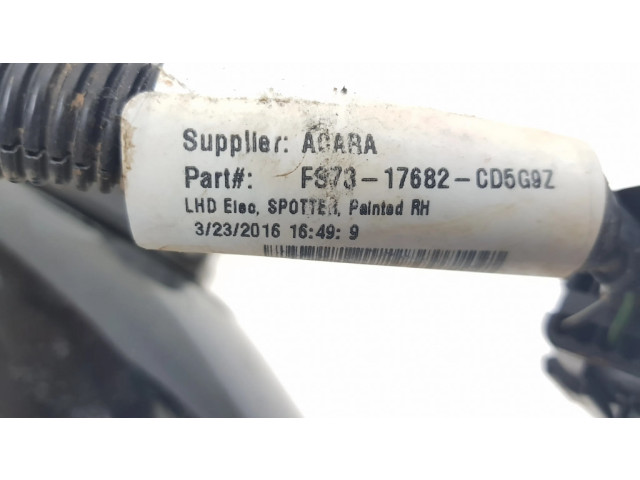 Supplier: ACARA
Part#: FS73-17682-CD5G9Z
LHD Elec, SPOTTER, Painted RH
3/23/2016 16:49: 9